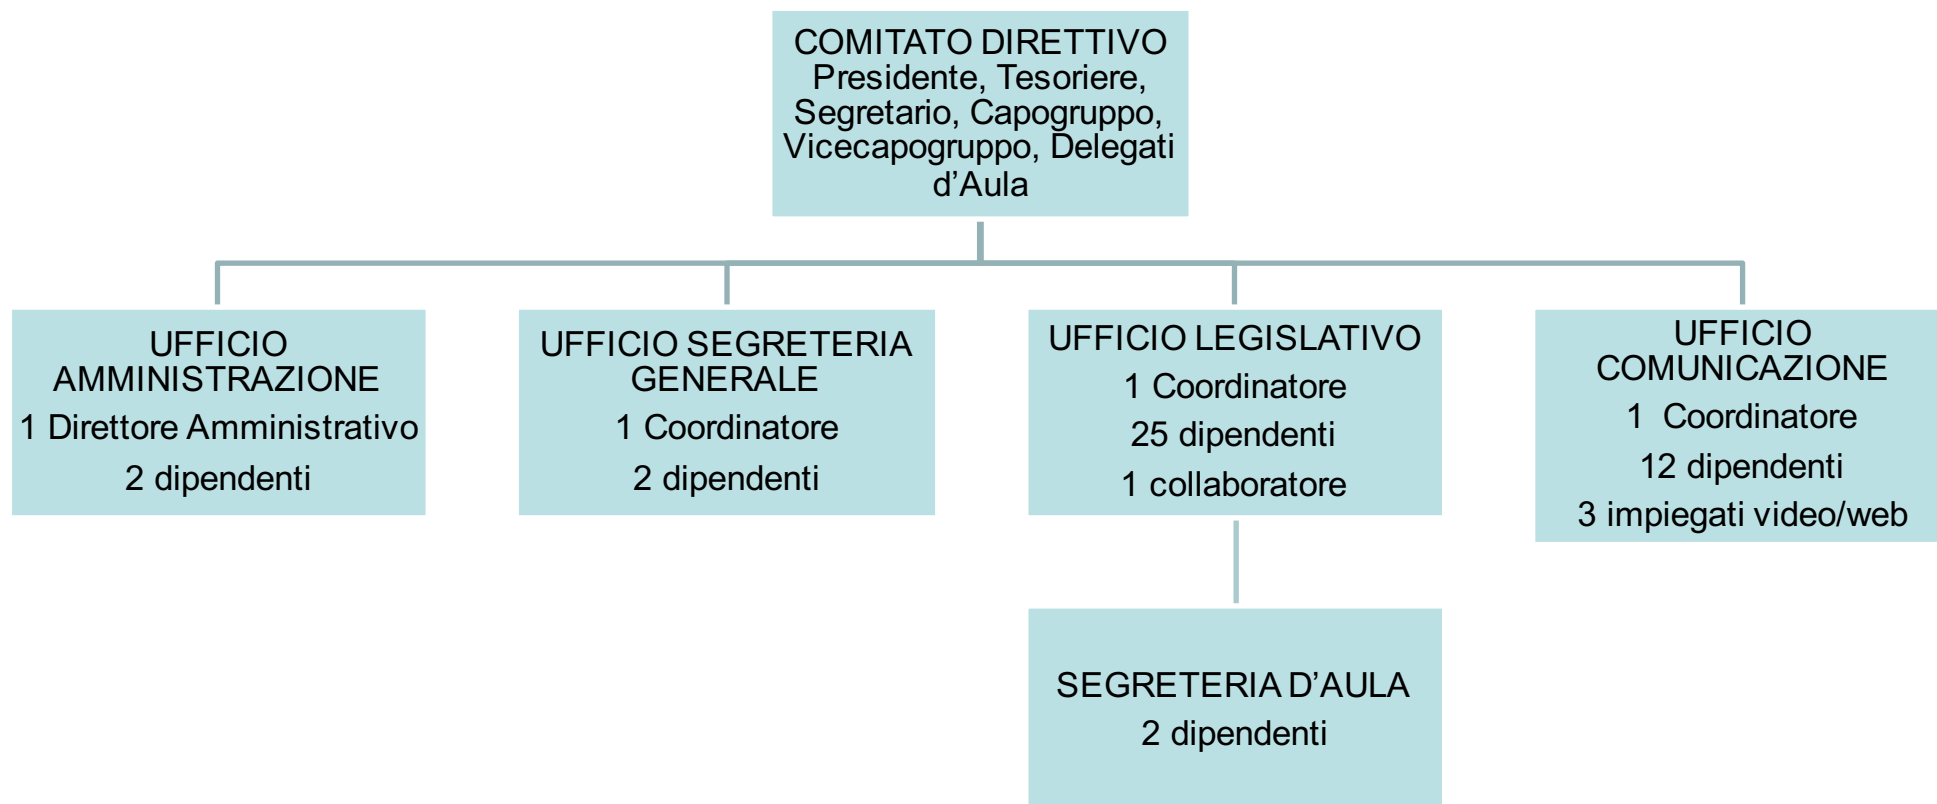 COMITATO DIRETTIVO
Presidente, Tesoriere,
Segretario, Capogruppo,
Vicecapogruppo, Delegati
d’Aula
UFFICIO
AMMINISTRAZIONE
1 Direttore Amministrativo
2 dipendenti
UFFICIO SEGRETERIA
GENERALE
1 Coordinatore
2 dipendenti
UFFICIO LEGISLATIVO
1 Coordinatore
25 dipendenti
1 collaboratore
UFFICIO
COMUNICAZIONE
1 Coordinatore
12 dipendenti
3 impiegati video/web
SEGRETERIA D’AULA
2 dipendenti